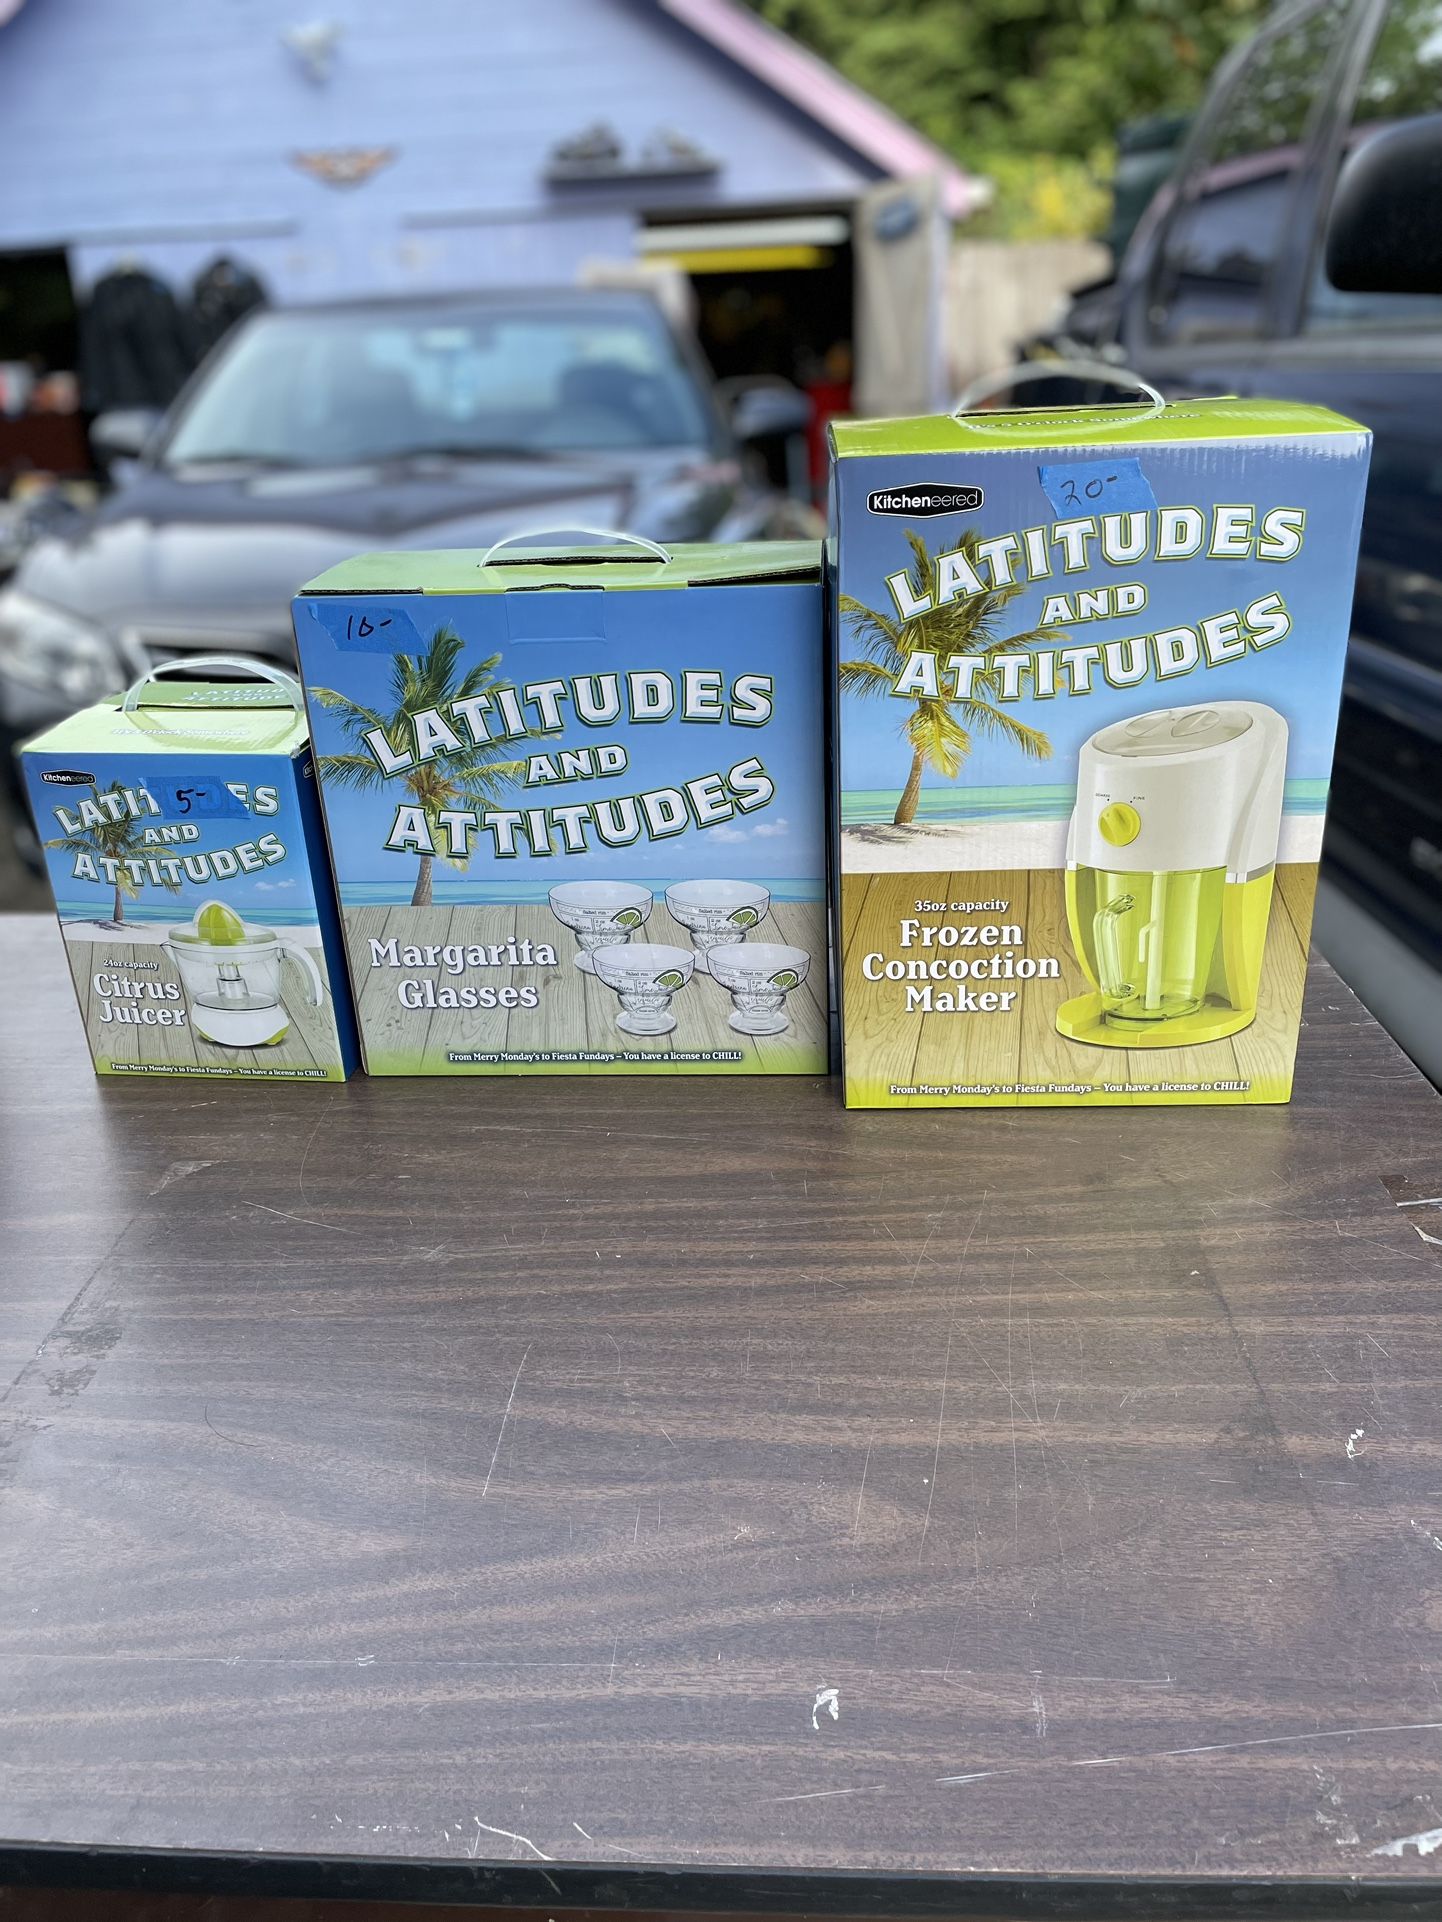 Kitcheneered
5-
LATITUDES
AND
ATTITUDES
24oz capacity
Citrus
Juicer
From Merry Monday's to Fiesta Fundays – You have a license to CHILL!
10-
LATITUDES
AND
ATTITUDES
Margarita
Glasses
From Merry Monday's to Fiesta Fundays – You have a license to CHILL!
Kitcheneered
20-
LATITUDES
AND
ATTITUDES
35oz capacity
Frozen
Concoction
Maker
From Merry Monday's to Fiesta Fundays – You have a license to CHILL!